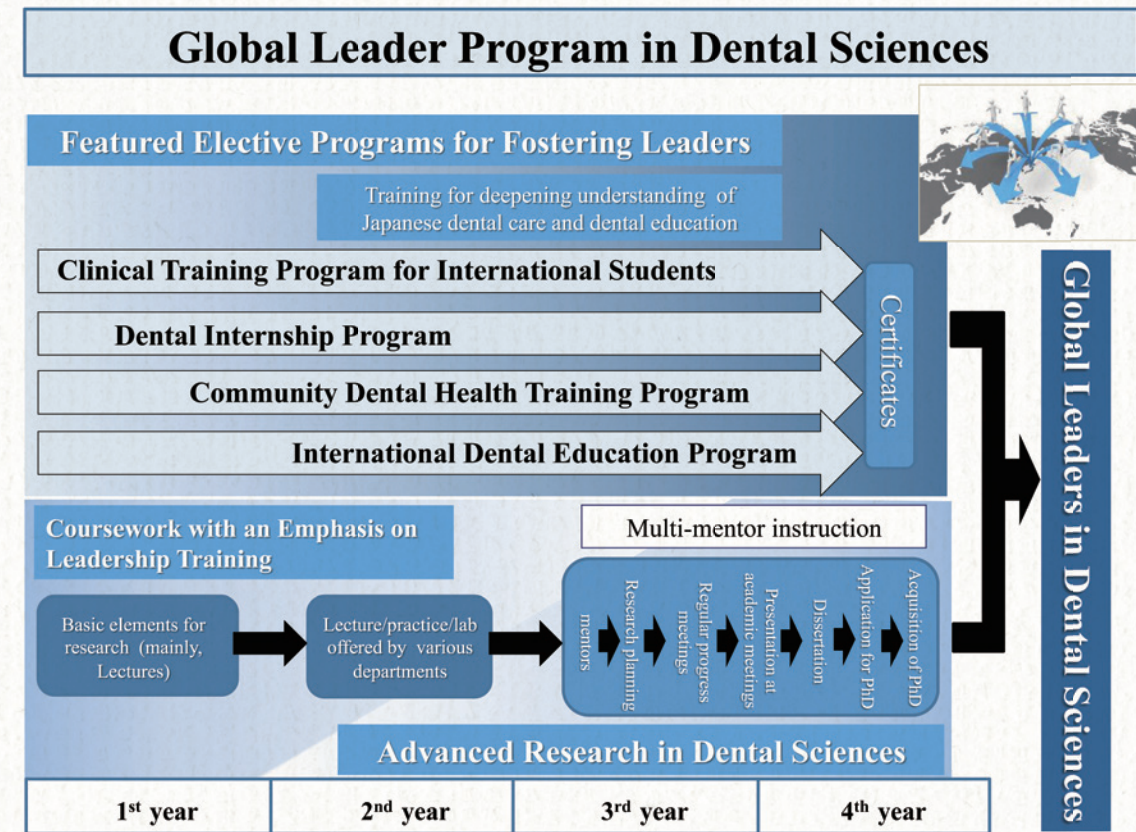 Global Leader Program in Dental Sciences
Featured Elective Programs for Fostering Leaders
Training for deepening understanding of
Japanese dental care and dental education
Clinical Training Program for International Students
Dental Internship Program
Community Dental Health Training Program
International Dental Education Program
Certificates
Global Leaders in Dental Sciences
Coursework with an Emphasis on
Leadership Training
Multi-mentor instruction
Basic elements for
research (mainly,
Lectures)
Lecture/practice/lab
offered by various
departments
mentors
Research planning
Regular progress
meetings
Presentation at
academic meetings
Dissertation
Application for PhD
Acquisition of PhD
Advanced Research in Dental Sciences
1st year
2nd year
3rd year
4th year